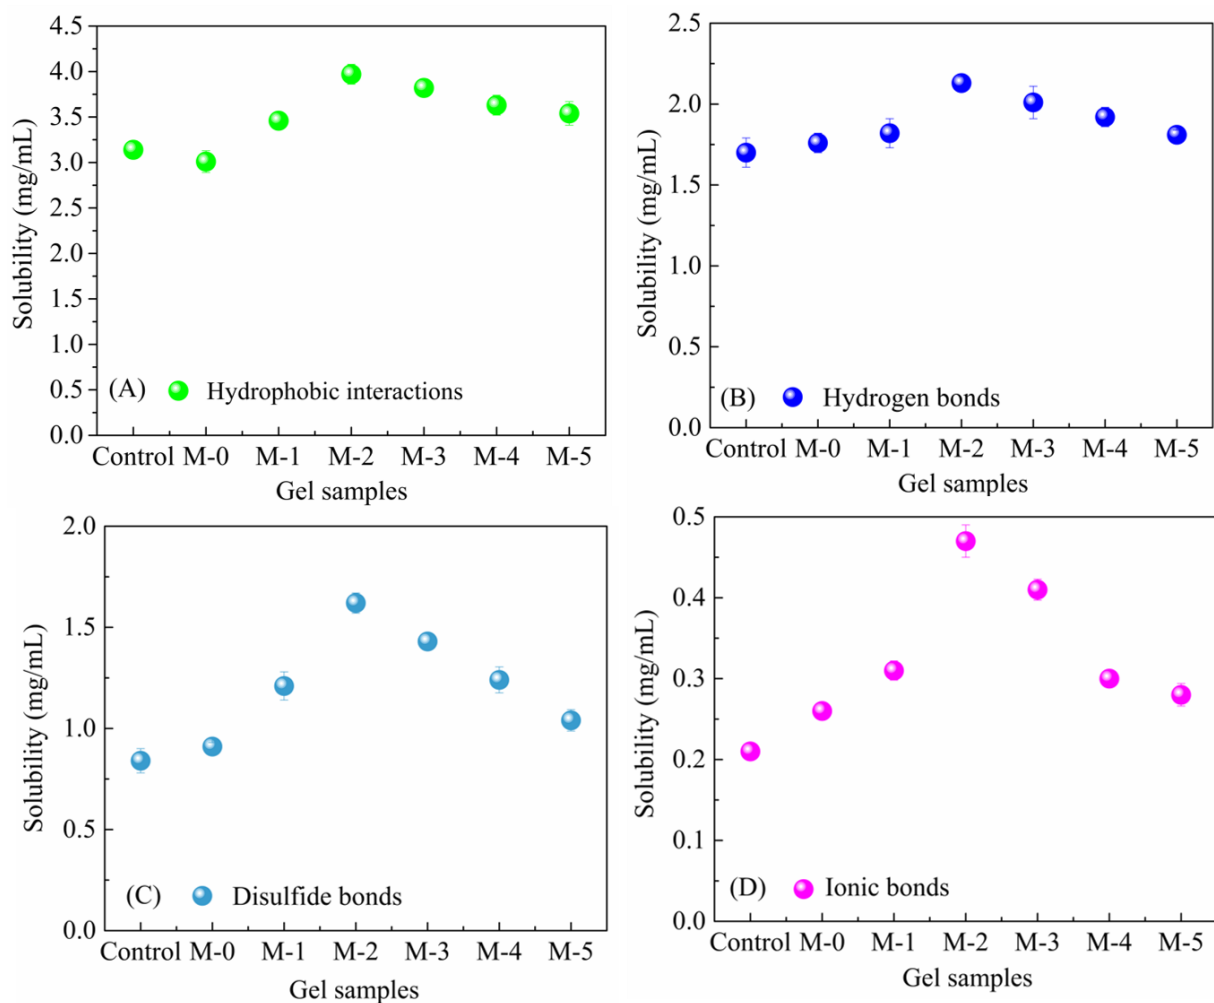 4.5
4.0
3.5
3.0
2.5
2.0
1.5
1.0
0.5
0.0
Solubility (mg/mL)
(A) Hydrophobic interactions
Control M-0 M-1 M-2 M-3 M-4 M-5
Gel samples
2.5
2.0
1.5
1.0
0.5
0.0
Solubility (mg/mL)
(B) Hydrogen bonds
Control M-0 M-1 M-2 M-3 M-4 M-5
Gel samples
2.0
1.5
1.0
0.5
0.0
Solubility (mg/mL)
(C) Disulfide bonds
Control M-0 M-1 M-2 M-3 M-4 M-5
Gel samples
0.5
0.4
0.3
0.2
0.1
0.0
Solubility (mg/mL)
(D) Ionic bonds
Control M-0 M-1 M-2 M-3 M-4 M-5
Gel samples